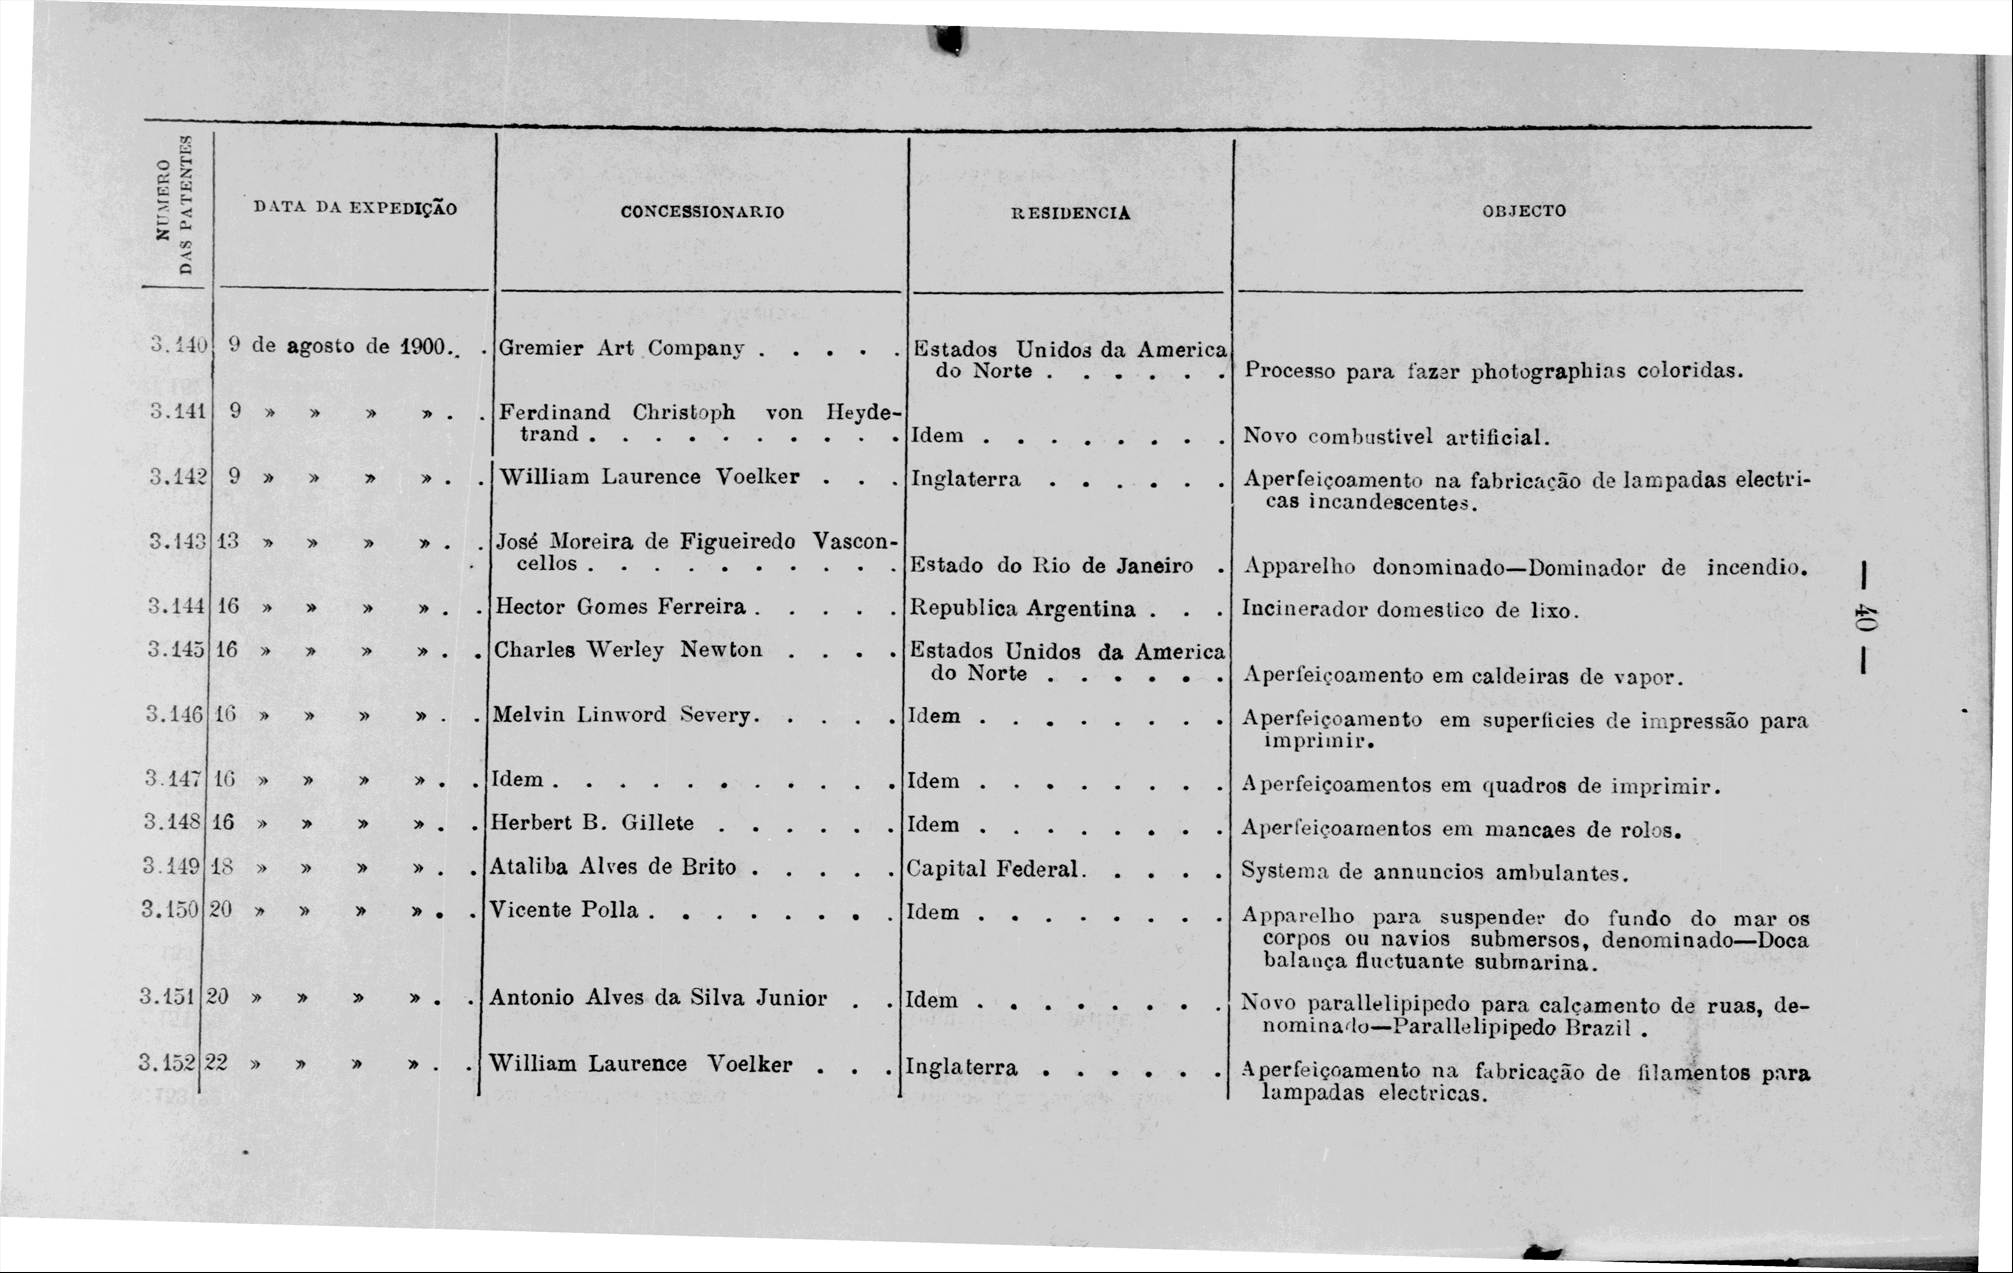 NUMERO
DAS PATENTES
DATA DA EXPEDIÇÃO
CONCESSIONARIO
RESIDENCIA
OBJECTO
3.140 9 de agosto de 1900. . . Gremier Art Company . . . . . Estados Unidos da America
do Norte . . . . . . Processo para fazer photographias coloridas.
3.141 9 » » » » . . Ferdinand Christoph von Heyde-
trand . . . . . . . . . . Idem . . . . . . . . Novo combustivel artificial.
3.142 9 » » » » . . William Laurence Voelker . . . Inglaterra . . . . . . Aperfeiçoamento na fabricação de lampadas electri-
cas incandescentes.
3.143 13 » » » » . . José Moreira de Figueiredo Vascon-
cellos . . . . . . . . . . Estado do Rio de Janeiro . Apparelho donominado—Dominador de incendio.
3.144 16 » » » » . . Hector Gomes Ferreira . . . . . Republica Argentina . . . Incinerador domestico de lixo.
3.145 16 » » » » . . Charles Werley Newton . . . . Estados Unidos da America
do Norte . . . . . . Aperfeiçoamento em caldeiras de vapor.
3.146 16 » » » » . . Melvin Linword Severy. . . . . Idem . . . . . . . . Aperfeiçoamento em superficies de impressão para
imprimir.
3.147 16 » » » » . . Idem . . . . . . . . . . . Idem . . . . . . . . Aperfeiçoamentos em quadros de imprimir.
3.148 16 » » » » . . Herbert B. Gillete . . . . . . Idem . . . . . . . . Aperfeiçoamentos em mancaes de rolos.
3.149 18 » » » » . . Ataliba Alves de Brito . . . . . Capital Federal. . . . . Systema de annuncios ambulantes.
3.150 20 » » » » . . Vicente Polla . . . . . . . . Idem . . . . . . . . Apparelho para suspender do fundo do mar os
corpos ou navios submersos, denominado—Doca
balança fluctuante submarina.
3.151 20 » » » » . . Antonio Alves da Silva Junior . . Idem . . . . . . . . Novo parallelipipedo para calçamento de ruas, de-
nominado—Parallelipipedo Brazil .
3.152 22 » » » » . . William Laurence Voelker . . . Inglaterra . . . . . . Aperfeiçoamento na fabricação de filamentos para
lampadas electricas.
— 40 —